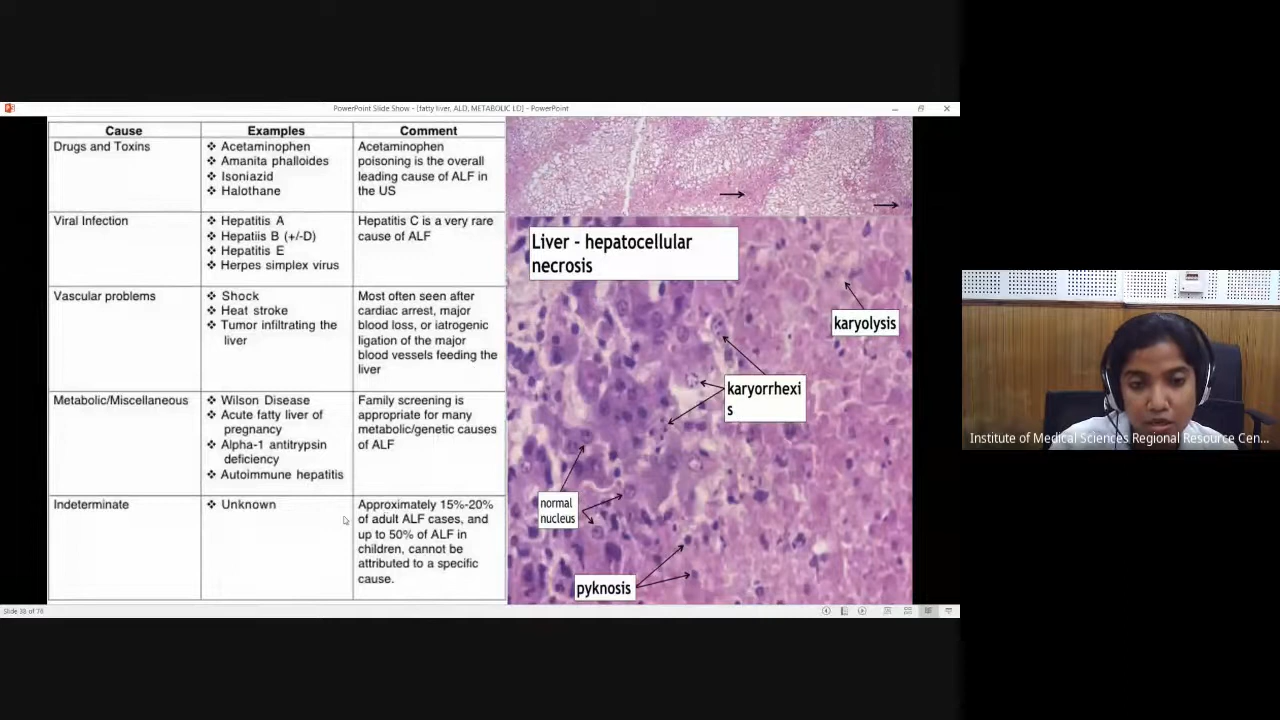 PowerPoint Slide Show - [fatty liver, ALD, METABOLIC LD] - PowerPoint
Cause Examples Comment
Drugs and Toxins
❖ Acetaminophen
❖ Amanita phalloides
❖ Isoniazid
❖ Halothane
Acetaminophen
poisoning is the overall
leading cause of ALF in
the US
Viral Infection
❖ Hepatitis A
❖ Hepatiis B (+/-D)
❖ Hepatitis E
❖ Herpes simplex virus
Hepatitis C is a very rare
cause of ALF
Vascular problems
❖ Shock
❖ Heat stroke
❖ Tumor infiltrating the
liver
Most often seen after
cardiac arrest, major
blood loss, or iatrogenic
ligation of the major
blood vessels feeding the
liver
Metabolic/Miscellaneous
❖ Wilson Disease
❖ Acute fatty liver of
pregnancy
❖ Alpha-1 antitrypsin
deficiency
❖ Autoimmune hepatitis
Family screening is
appropriate for many
metabolic/genetic causes
of ALF
Indeterminate
❖ Unknown
Approximately 15%-20%
of adult ALF cases, and
up to 50% of ALF in
children, cannot be
attributed to a specific
cause.
Liver - hepatocellular
necrosis
karyolysis
karyorrhexi
s
normal
nucleus
pyknosis
Slide 38 of 78
Institute of Medical Sciences Regional Resource Cen...